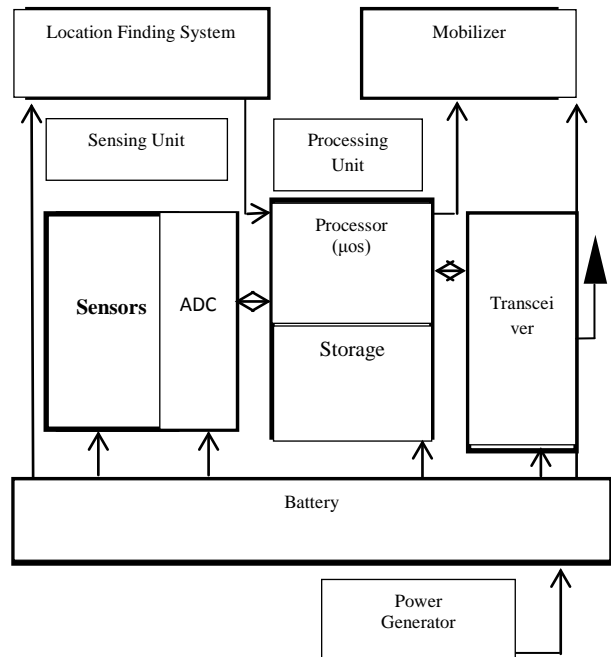 Location Finding System
Mobilizer
Sensing Unit
Processing
Unit
Processor
(μos)
Sensors
ADC
Transcei
ver
Storage
Battery
Power
Generator